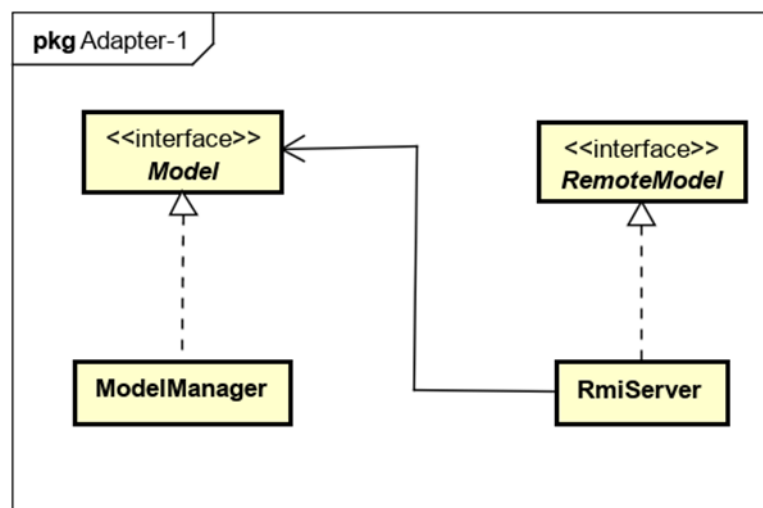 pkg Adapter-1
<<interface>>
Model
<<interface>>
RemoteModel
ModelManager
RmiServer